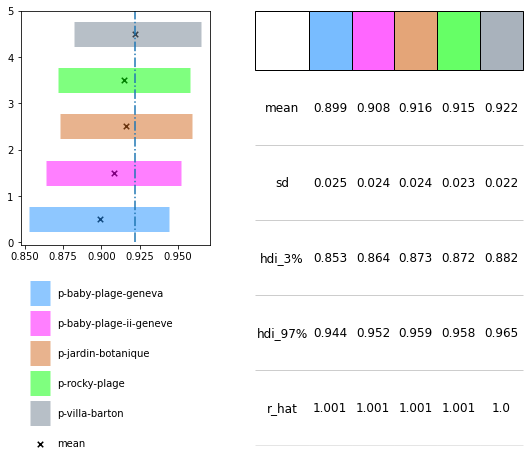 5
4
3
2
1
0
0.850 0.875 0.900 0.925 0.950
p-baby-plage-geneva
p-baby-plage-ii-geneve
p-jardin-botanique
p-rocky-plage
p-villa-barton
mean
mean 0.899 0.908 0.916 0.915 0.922
sd 0.025 0.024 0.024 0.023 0.022
hdi_3% 0.853 0.864 0.873 0.872 0.882
hdi_97% 0.944 0.952 0.959 0.958 0.965
r_hat 1.001 1.001 1.001 1.001 1.0